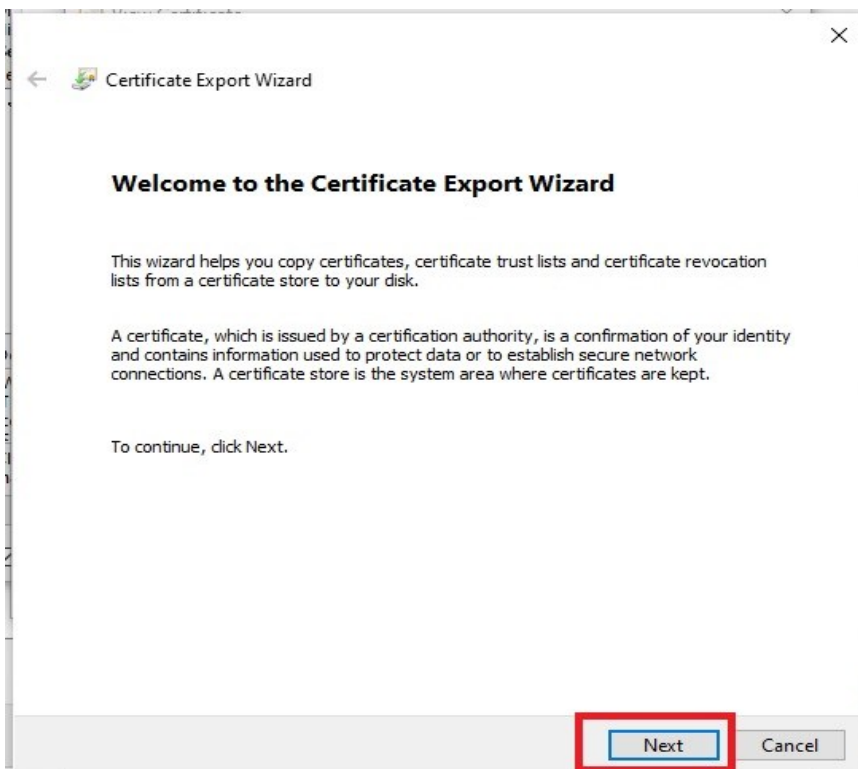 View Certificate
Certificate Export Wizard
Welcome to the Certificate Export Wizard
This wizard helps you copy certificates, certificate trust lists and certificate revocation
lists from a certificate store to your disk.
A certificate, which is issued by a certification authority, is a confirmation of your identity
and contains information used to protect data or to establish secure network
connections. A certificate store is the system area where certificates are kept.
To continue, click Next.
Next
Cancel